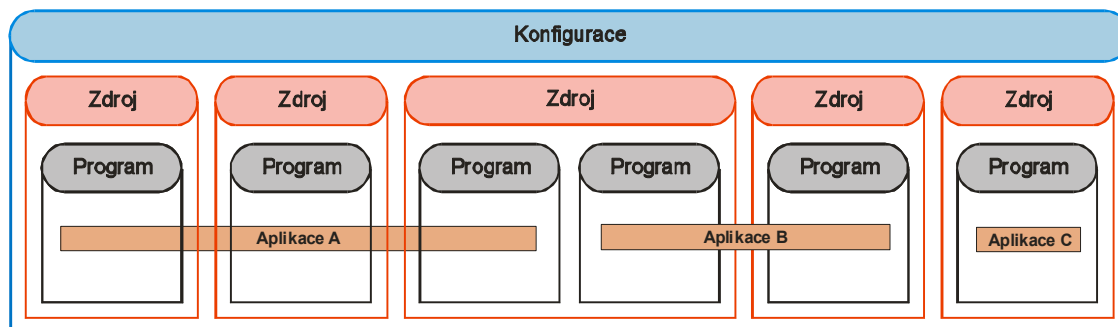 Konfigurace
Zdroj Zdroj Zdroj Zdroj Zdroj
Program Program Program Program Program Program
Aplikace A Aplikace B Aplikace C